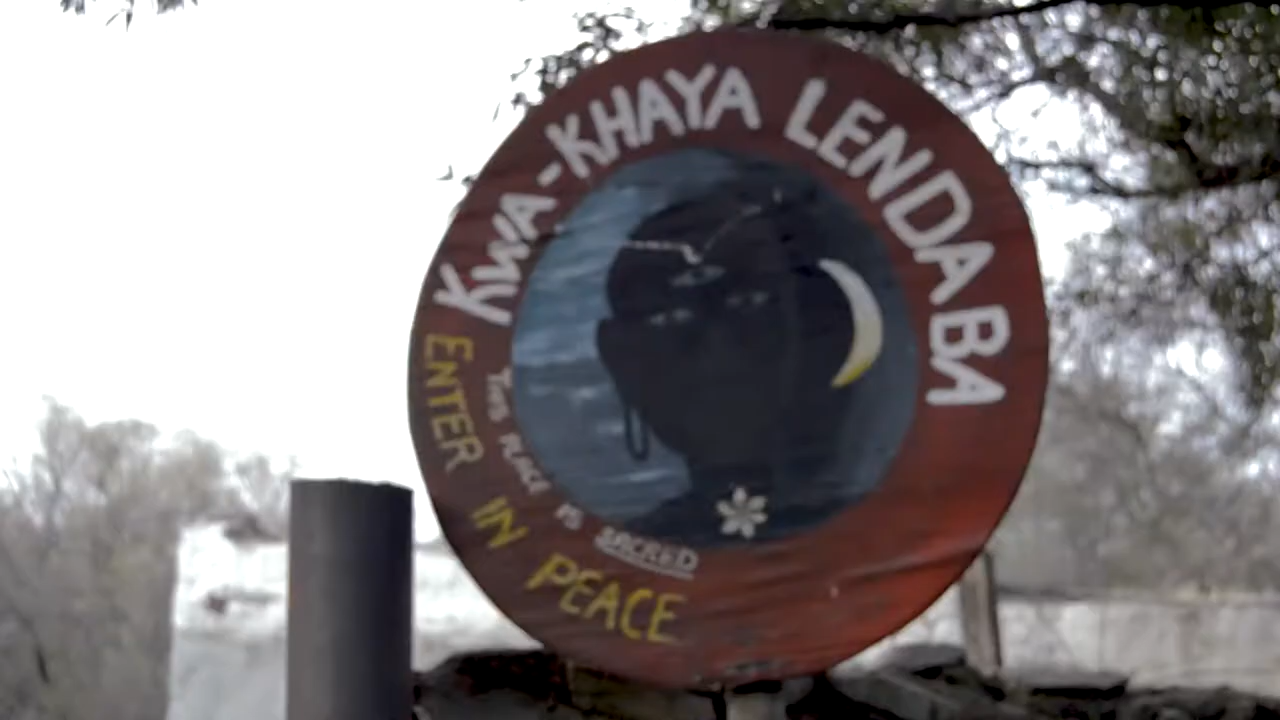 KWA-KHAYA LENDABA
THIS PLACE IS SACRED
ENTER IN PEACE